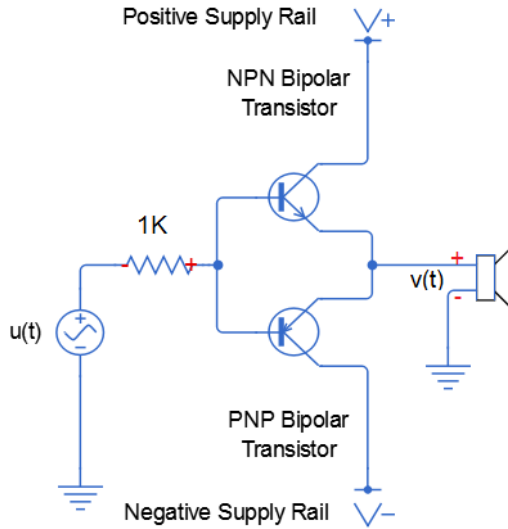 Positive Supply Rail
V+
NPN Bipolar
Transistor
1K
- +
+
v(t)
-
u(t)
+
-
PNP Bipolar
Transistor
Negative Supply Rail
V-